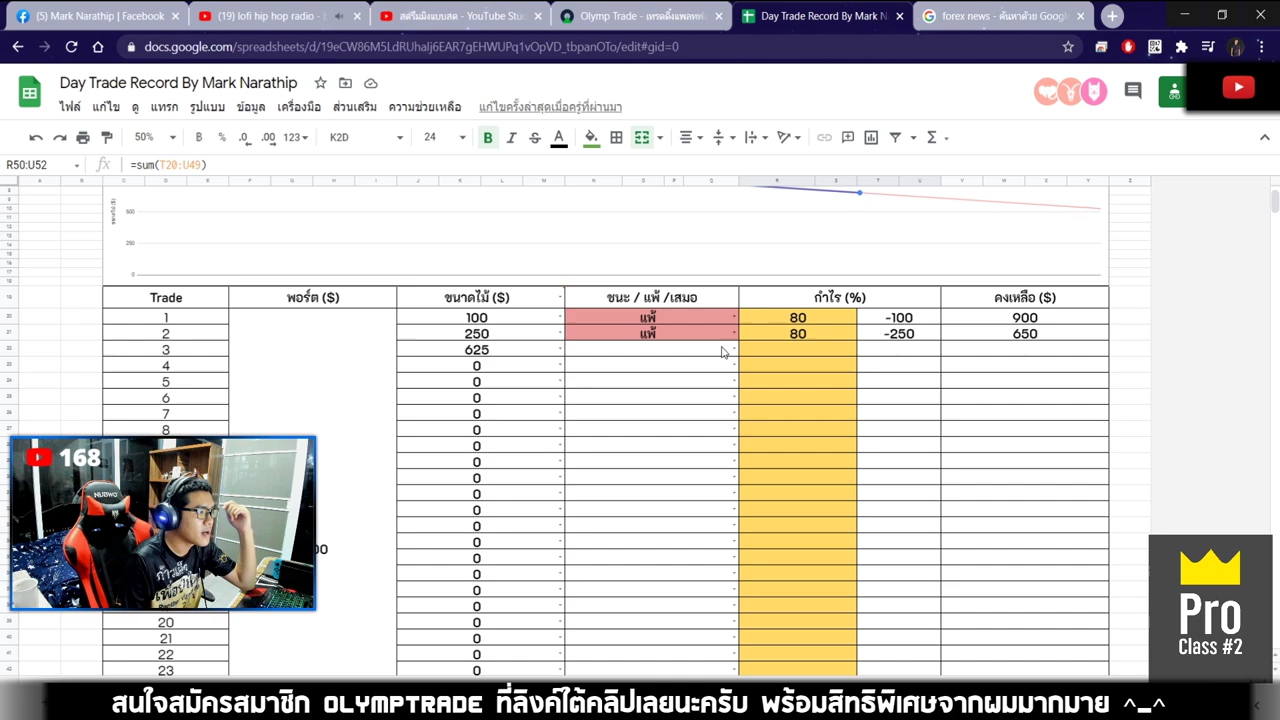 (5) Mark Narathip | Facebook
(19) lofi hip hop radio -
สตรีมมิงแบบสด - YouTube Stu
Olymp Trade - เทรดดิ้งแพลทฟ
Day Trade Record By Mark N
forex news - ค้นหาด้วย Googl
docs.google.com/spreadsheets/d/19eCW86M5LdRUhaIj6EAR7gEHWUPq1vOpVD_tbpanOTo/edit#gid=0
Day Trade Record By Mark Narathip
ไฟล์ แก้ไข ดู แทรก รูปแบบ ข้อมูล เครื่องมือ ส่วนเสริม ความช่วยเหลือ แก้ไขครั้งล่าสุดเมื่อครู่ที่ผ่านมา
50% ฿ % .0 .00 123 K2D 24 B I S A
R50:U52 fx =sum(T20:U49)
500
250
0
Trade พอร์ต ($) ขนาดไม้ ($) ชนะ / แพ้ /เสมอ กำไร (%) คงเหลือ ($)
1 100 แพ้ 80 -100 900
2 250 แพ้ 80 -250 650
3 625
4 0
5 0
6 0
7 0
8 0
0
0
0
0
0
0
00 0
0
0
0
0
20 0
21 0
22 0
23 0
168
NUBWO
Pro
Class #2
สนใจสมัครสมาชิก OLYMPTRADE ที่ลิงค์ใต้คลิปเลยนะครับ พร้อมสิทธิพิเศษจากผมมากมาย ^_^